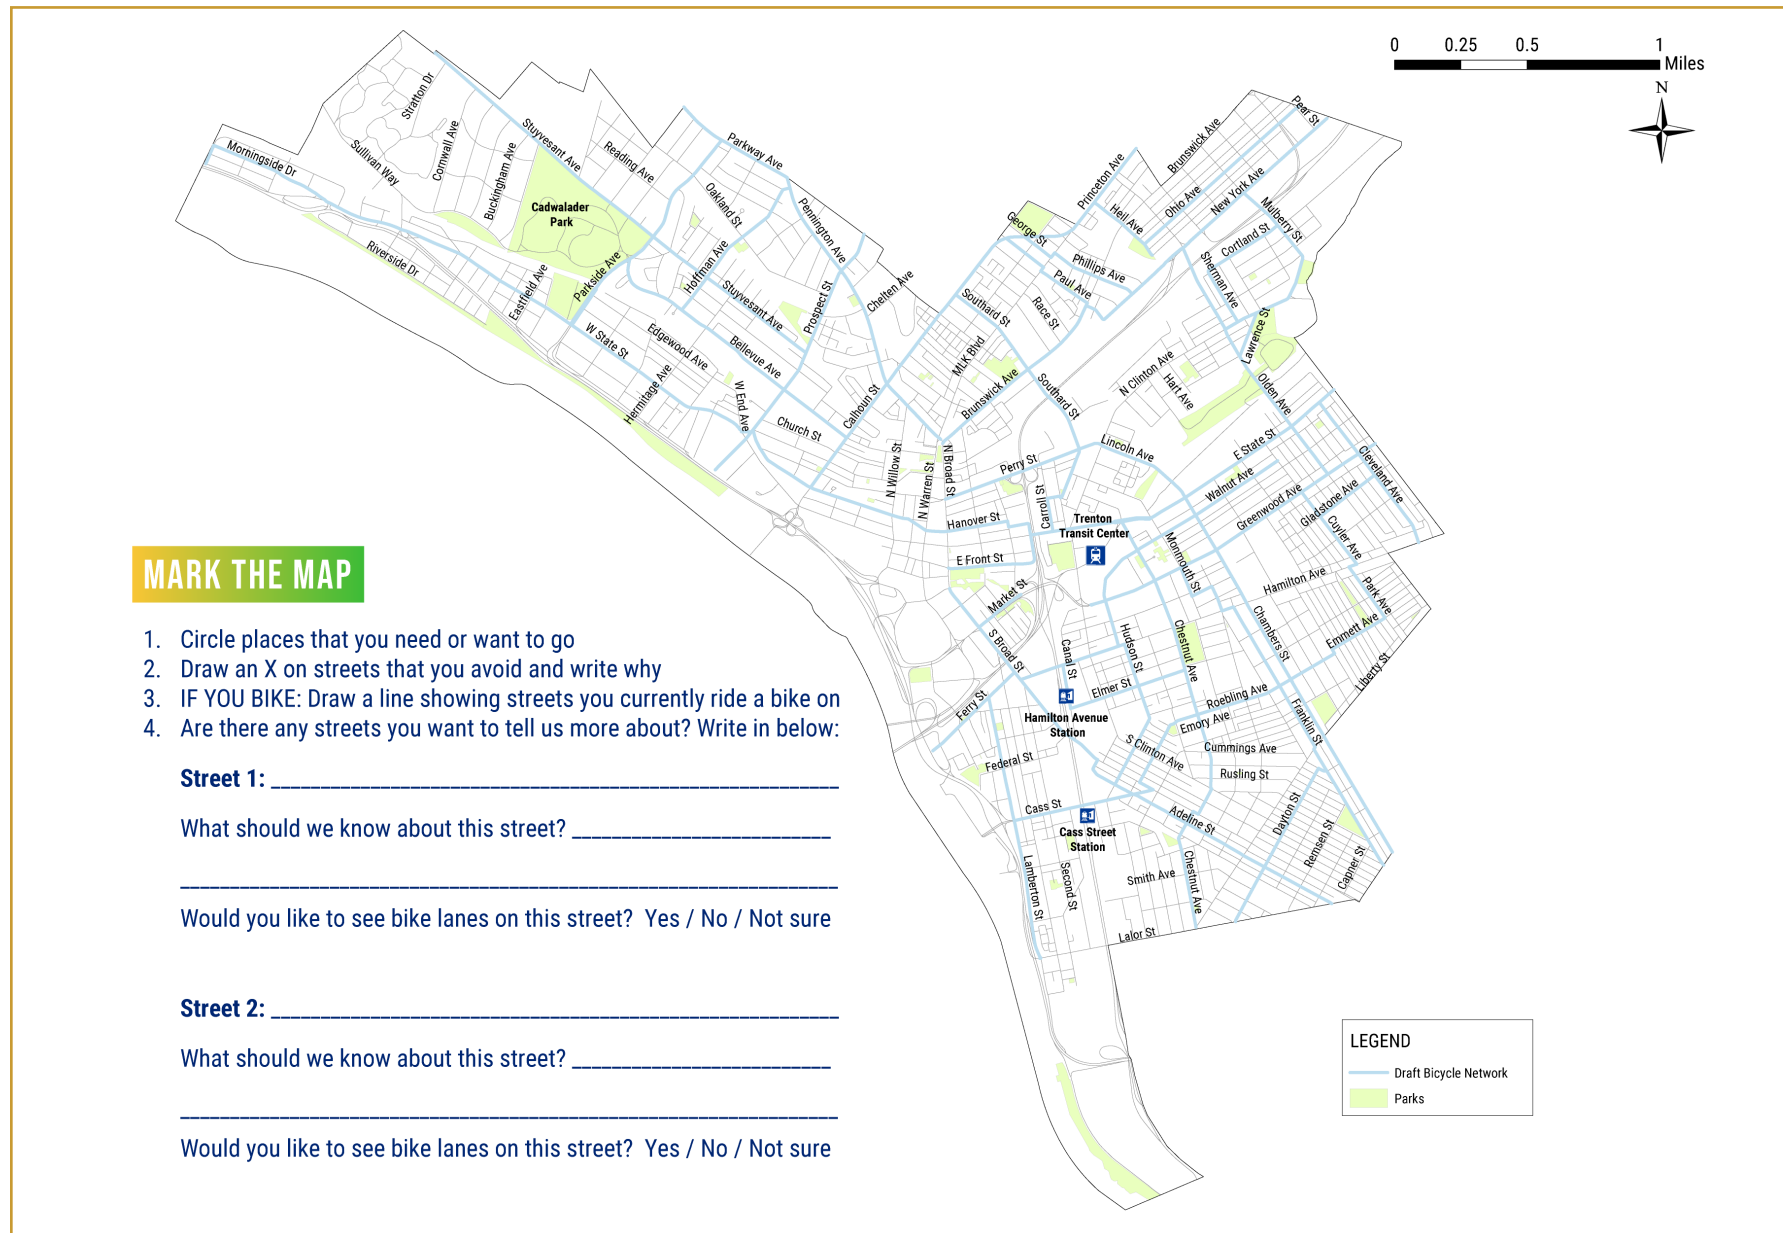 0 0.25 0.5 1
Miles
N
Stratton Dr
Sullivan Way
Cornwall Ave
Buckingham Ave
Morningside Dr
Stuyvesant Ave
Reading Ave
Parkway Ave
Cadwalader
Park
Oakland St
Pennington Ave
Riverside Dr
Eastfield Ave
Parkside Ave
Hoffman Ave
Stuyvesant Ave
Prospect St
Chelten Ave
W State St
Edgewood Ave
Bellevue Ave
Hermitage Ave
W End Ave
Church St
Calhoun St
Pear St
Brunswick Ave
Princeton Ave
Heil Ave
Ohio Ave
New York Ave
Mulberry St
George St
Phillips Ave
Cortland St
Paul Ave
Sherman Ave
Southard St
Race St
MLK Blvd
Brunswick Ave
Southard St
N Clinton Ave
Hart Ave
Lawrence St
Olden Ave
N Willow St
N Warren St
N Broad St
Perry St
Lincoln Ave
E State St
Walnut Ave
Cleveland Ave
Greenwood Ave
Gladstone Ave
Cuyler Ave
Carroll St
Hanover St
Trenton
Transit Center
E Front St
Monmouth St
Market St
Hamilton Ave
Park Ave
Emmett Ave
S Broad St
Canal St
Hudson St
Chestnut Ave
Chambers St
Liberty St
Elmer St
Ferry St
Hamilton Avenue
Station
Roebling Ave
Emory Ave
Franklin St
S Clinton Ave
Cummings Ave
Rusling St
Federal St
Cass St
Cass Street
Station
Adeline St
Dayton St
Remsen St
Capner St
Lamberton St
Second St
Smith Ave
Chestnut Ave
Lalor St
MARK THE MAP
1. Circle places that you need or want to go
2. Draw an X on streets that you avoid and write why
3. IF YOU BIKE: Draw a line showing streets you currently ride a bike on
4. Are there any streets you want to tell us more about? Write in below:
Street 1:
What should we know about this street?
Would you like to see bike lanes on this street? Yes / No / Not sure
Street 2:
What should we know about this street?
Would you like to see bike lanes on this street? Yes / No / Not sure
LEGEND
Draft Bicycle Network
Parks